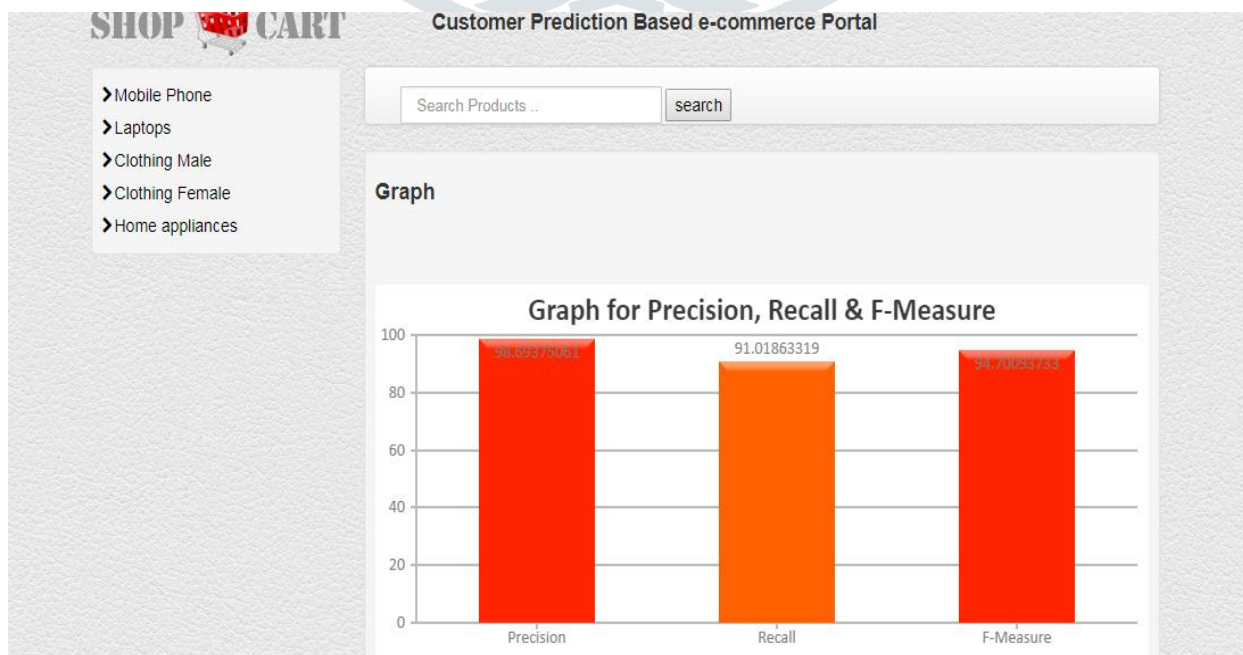 SHOP CART
Customer Prediction Based e-commerce Portal
Mobile Phone
Laptops
Clothing Male
Clothing Female
Home appliances
Search Products ..
search
Graph
Graph for Precision, Recall & F-Measure
100
80
60
40
20
0
98.69375061
91.01863319
94.70093733
Precision
Recall
F-Measure